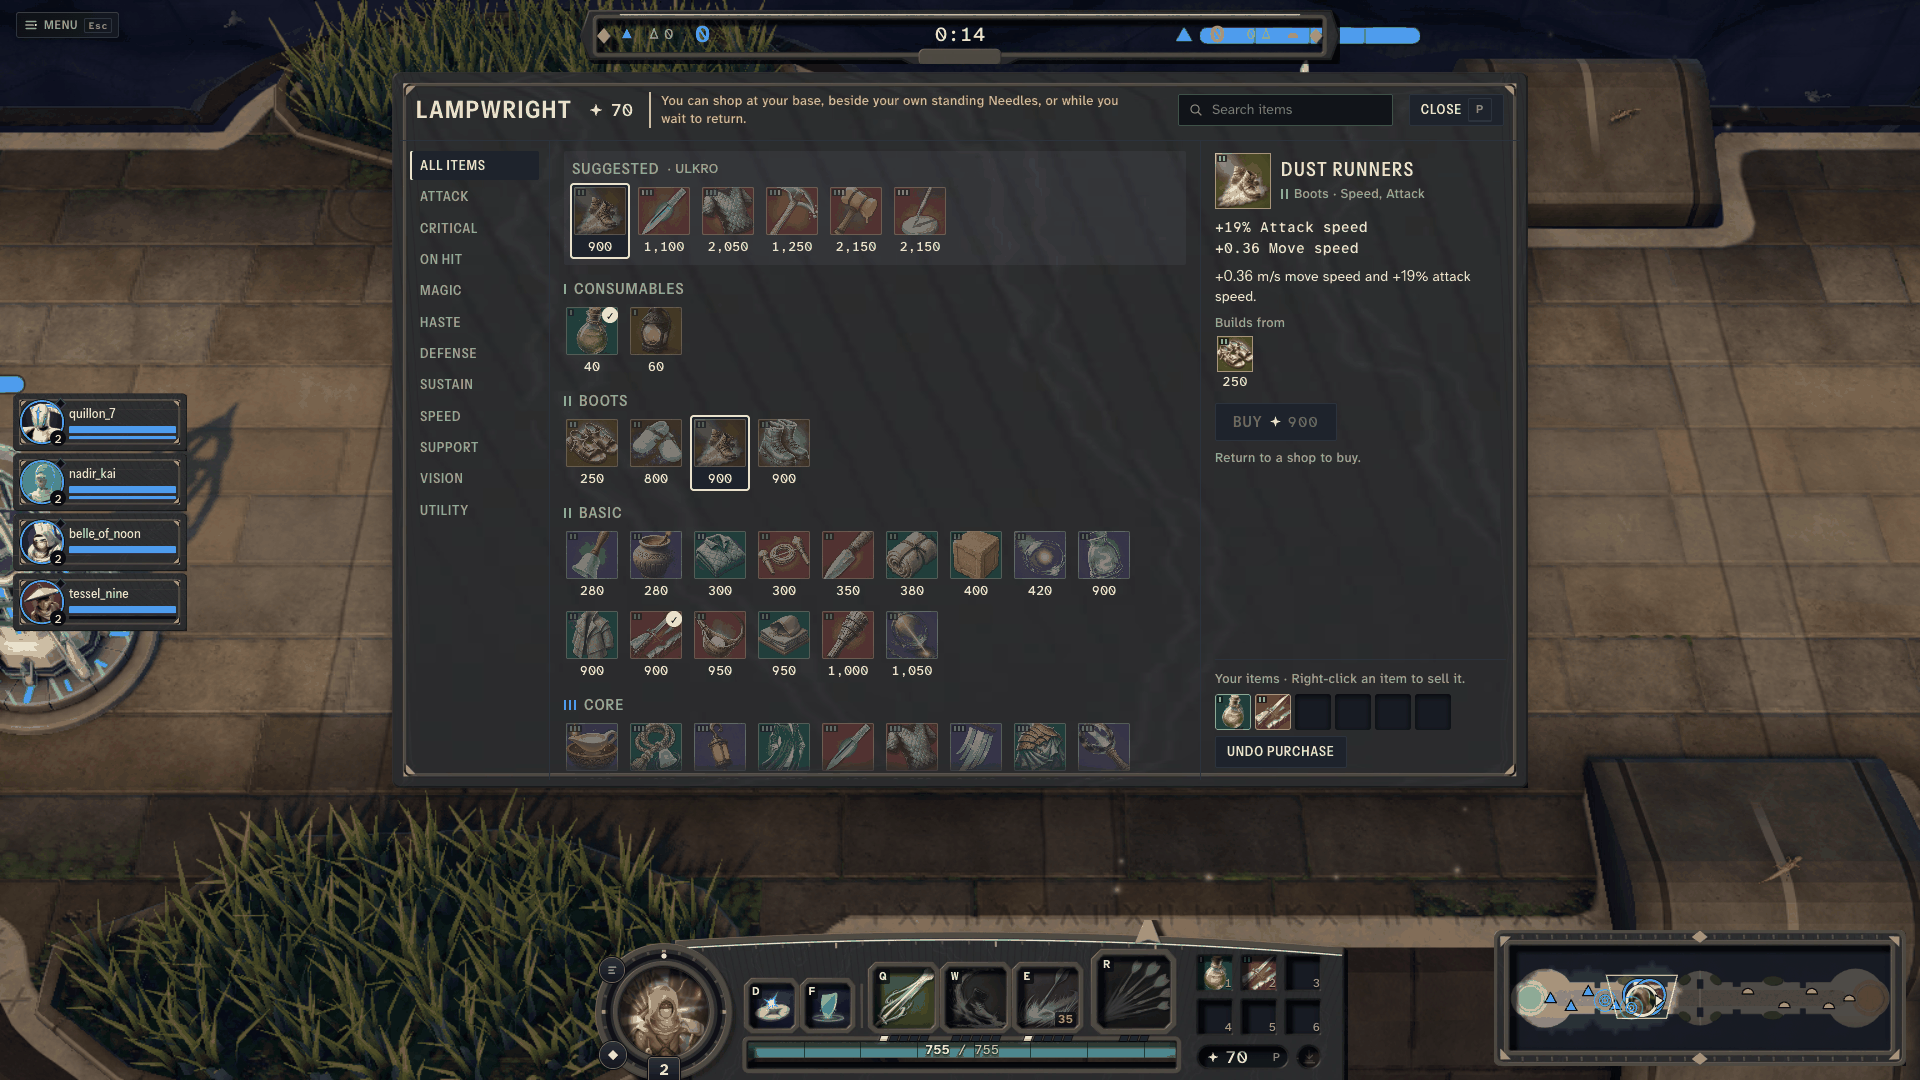 MENU Esc
0
0
0:14
0
0
LAMPWRIGHT
70
You can shop at your base, beside your own standing Needles, or while you
wait to return.
Search items
CLOSE P
ALL ITEMS
ATTACK
CRITICAL
ON HIT
MAGIC
HASTE
DEFENSE
SUSTAIN
SPEED
SUPPORT
VISION
UTILITY
SUGGESTED · ULKRO
900 1,100 2,050 1,250 2,150 2,150
I CONSUMABLES
40 60
II BOOTS
250 800 900 900
II BASIC
280 280 300 300 350 380 400 420 900
900 900 950 950 1,000 1,050
III CORE
DUST RUNNERS
II Boots · Speed, Attack
+19% Attack speed
+0.36 Move speed
+0.36 m/s move speed and +19% attack
speed.
Builds from
250
BUY 900
Return to a shop to buy.
Your items · Right-click an item to sell it.
UNDO PURCHASE
quillon_7
2
nadir_kai
2
belle_of_noon
2
tessel_nine
2
D F Q W E R
35
1 2 3
4 5 6
755 / 755
70 P
2